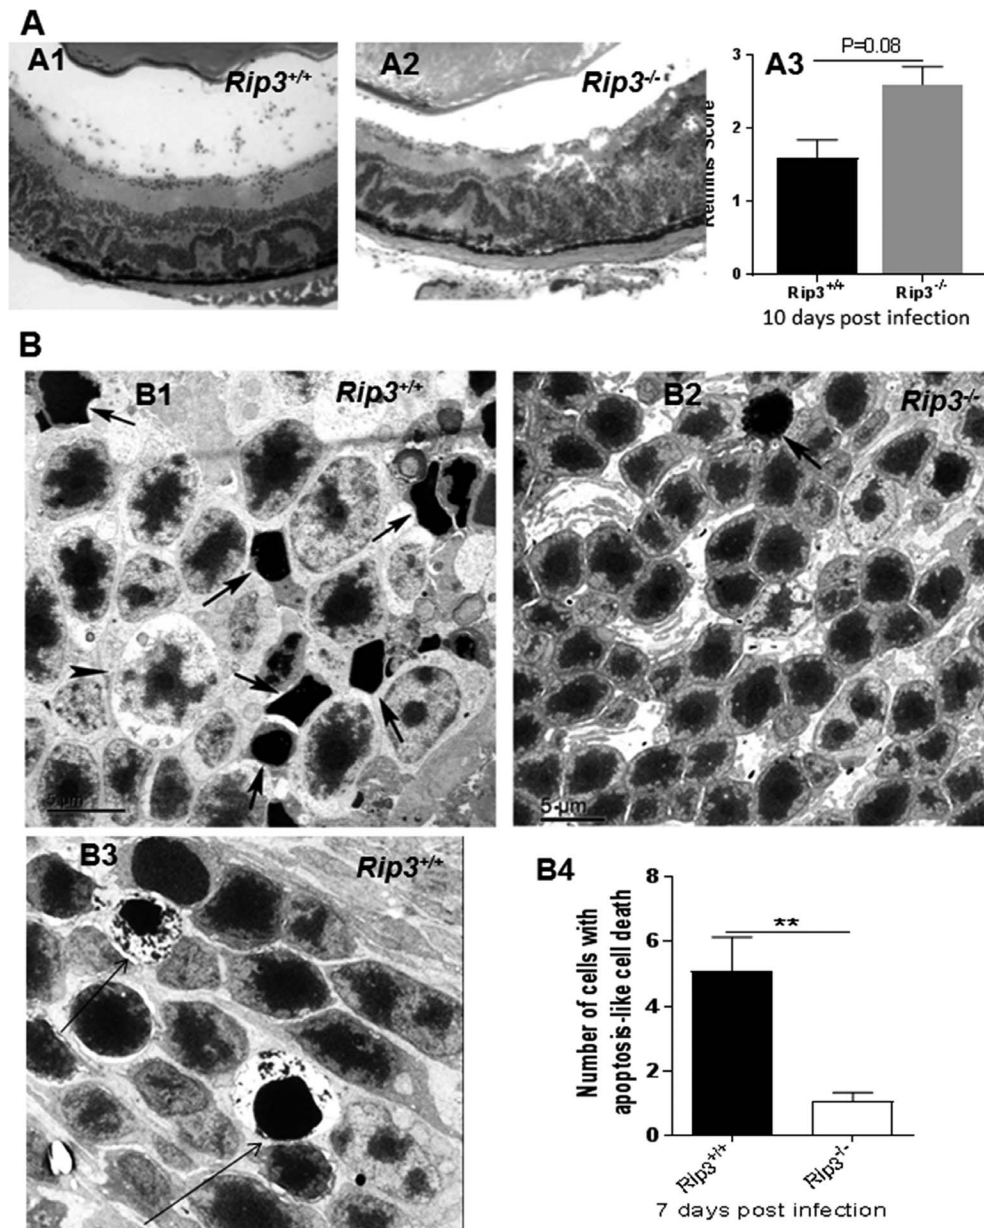 A
A1
Rip3+/+
A2
Rip3-/-
A3
P=0.08
3
2
1
0
Retinitis Score
Rip3+/+
Rip3-/-
10 days post infection
B
B1
Rip3+/+
5 μm
B2
Rip3-/-
5 μm
B3
Rip3+/+
B4
Number of cells with
apoptosis-like cell death
**
8
6
4
2
0
Rip3+/+
Rip3-/-
7 days post infection